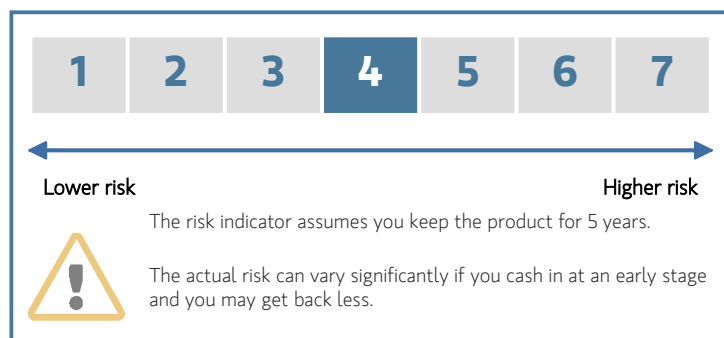 1 2 3 4 5 6 7
Lower risk Higher risk
The risk indicator assumes you keep the product for 5 years.
The actual risk can vary significantly if you cash in at an early stage
and you may get back less.